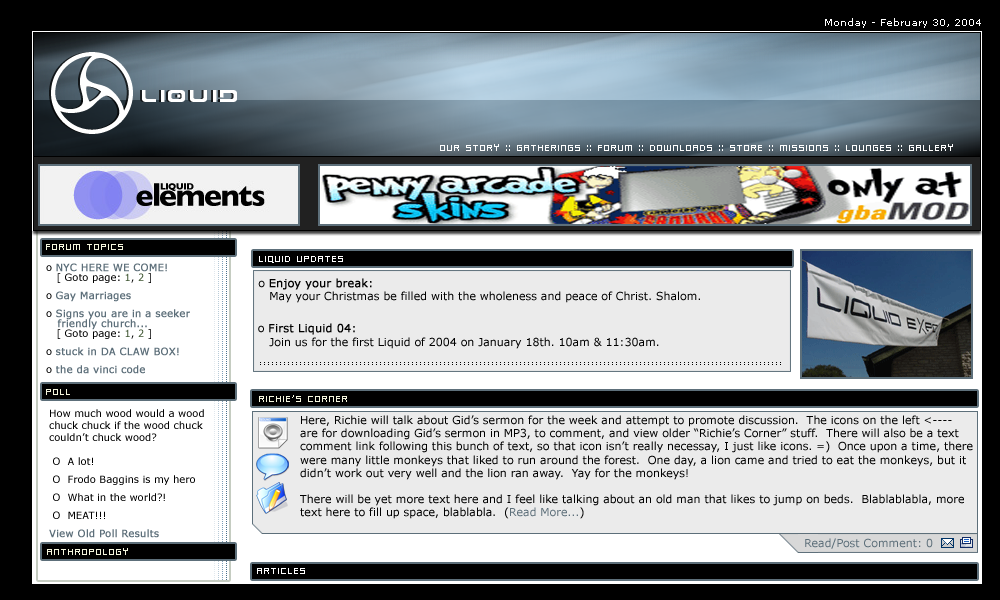 Monday - February 30, 2004
LIQUID
OUR STORY :: GATHERINGS :: FORUM :: DOWNLOADS :: STORE :: MISSIONS :: LOUNGES :: GALLERY
LIQUID
elements
penny arcade
skins
SAMURAI
only at
gbaMOD
FORUM TOPICS
o NYC HERE WE COME!
[ Goto page: 1, 2 ]
o Gay Marriages
o Signs you are in a seeker
friendly church...
[ Goto page: 1, 2 ]
o stuck in DA CLAW BOX!
o the da vinci code
POLL
How much wood would a wood
chuck chuck if the wood chuck
couldn't chuck wood?
O A lot!
O Frodo Baggins is my hero
O What in the world?!
O MEAT!!!
View Old Poll Results
ANTHROPOLOGY
LIQUID UPDATES
o Enjoy your break:
May your Christmas be filled with the wholeness and peace of Christ. Shalom.
o First Liquid 04:
Join us for the first Liquid of 2004 on January 18th. 10am & 11:30am.
LIQUID EXPO
RICHIE'S CORNER
Here, Richie will talk about Gid's sermon for the week and attempt to promote discussion. The icons on the left <----
are for downloading Gid's sermon in MP3, to comment, and view older "Richie's Corner" stuff. There will also be a text
comment link following this bunch of text, so that icon isn't really necessay, I just like icons. =) Once upon a time, there
were many little monkeys that liked to run around the forest. One day, a lion came and tried to eat the monkeys, but it
didn't work out very well and the lion ran away. Yay for the monkeys!
There will be yet more text here and I feel like talking about an old man that likes to jump on beds. Blablablabla, more
text here to fill up space, blablabla. (Read More...)
Read/Post Comment: 0
ARTICLES